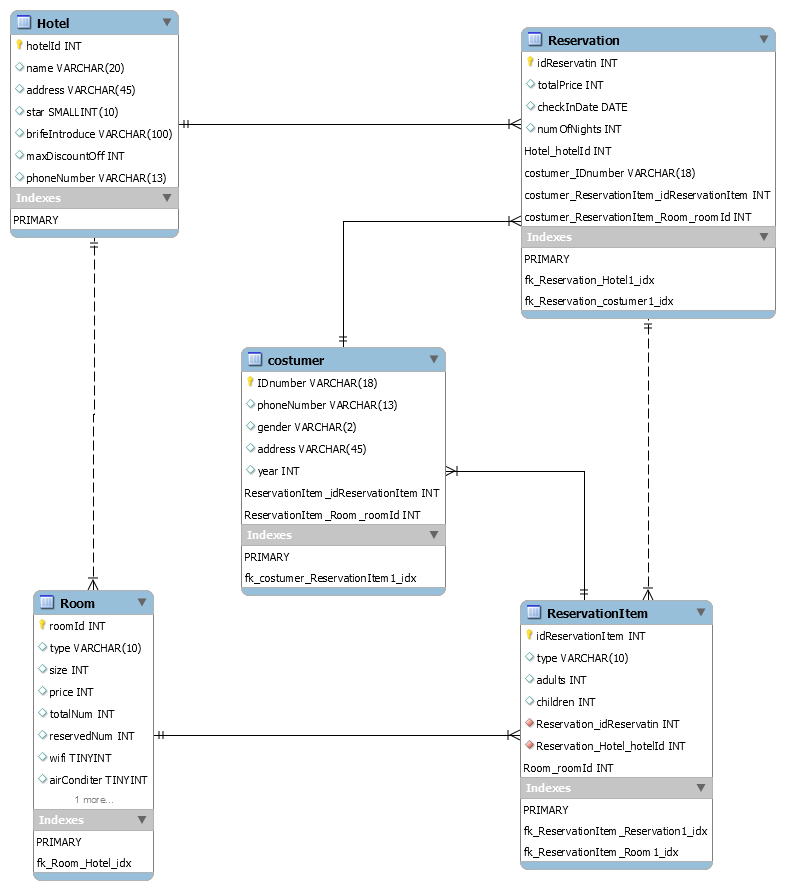 Hotel
hotelId INT
name VARCHAR(20)
address VARCHAR(45)
star SMALLINT(10)
brifeIntroduce VARCHAR(100)
maxDiscountOff INT
phoneNumber VARCHAR(13)
Indexes
PRIMARY
Reservation
idReservatin INT
totalPrice INT
checkInDate DATE
numOfNights INT
Hotel_hotelId INT
costumer_IDnumber VARCHAR(18)
costumer_ReservationItem_idReservationItem INT
costumer_ReservationItem_Room_roomId INT
Indexes
PRIMARY
fk_Reservation_Hotel1_idx
fk_Reservation_costumer1_idx
costumer
IDnumber VARCHAR(18)
phoneNumber VARCHAR(13)
gender VARCHAR(2)
address VARCHAR(45)
year INT
ReservationItem_idReservationItem INT
ReservationItem_Room_roomId INT
Indexes
PRIMARY
fk_costumer_ReservationItem1_idx
Room
roomId INT
type VARCHAR(10)
size INT
price INT
totalNum INT
reservedNum INT
wifi TINYINT
airConditer TINYINT
1 more...
Indexes
PRIMARY
fk_Room_Hotel_idx
ReservationItem
idReservationItem INT
type VARCHAR(10)
adults INT
children INT
Reservation_idReservatin INT
Reservation_Hotel_hotelId INT
Room_roomId INT
Indexes
PRIMARY
fk_ReservationItem_Reservation1_idx
fk_ReservationItem_Room1_idx